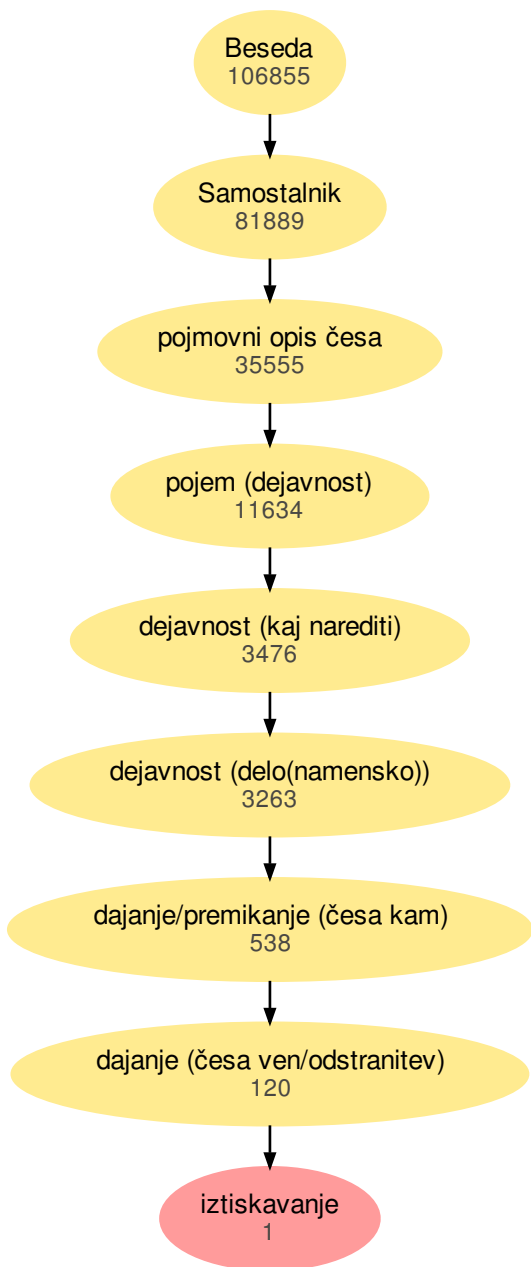 Beseda
106855
Samostalnik
81889
pojmovni opis česa
35555
pojem (dejavnost)
11634
dejavnost (kaj narediti)
3476
dejavnost (delo(namensko))
3263
dajanje/premikanje (česa kam)
538
dajanje (česa ven/odstranitev)
120
iztiskavanje
1